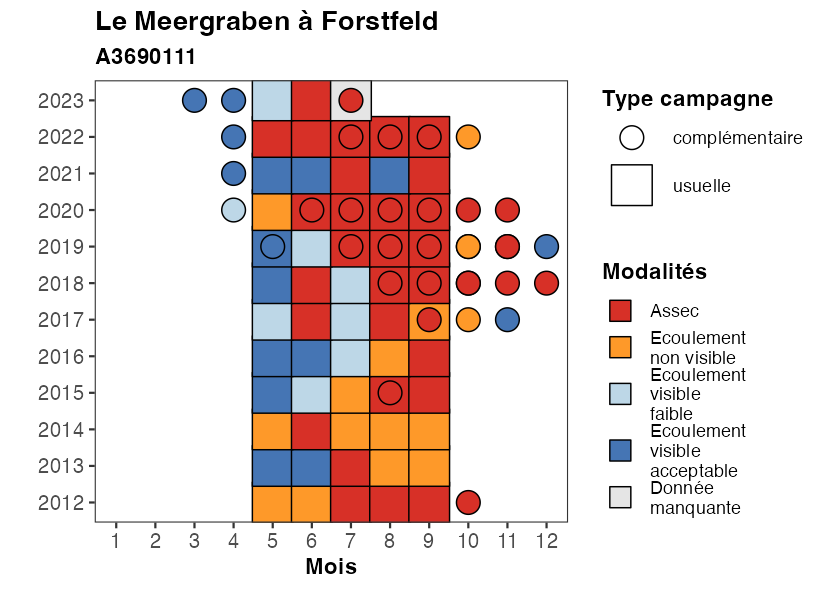 Le Meergraben à Forstfeld
A3690111
2023
2022
2021
2020
2019
2018
2017
2016
2015
2014
2013
2012
1 2 3 4 5 6 7 8 9 10 11 12
Mois
Type campagne
complémentaire
usuelle
Modalités
Assec
Ecoulement
non visible
Ecoulement
visible
faible
Ecoulement
visible
acceptable
Donnée
manquante